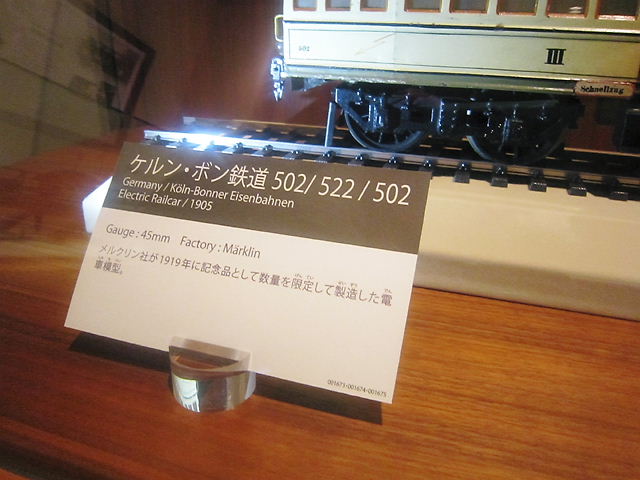 502
III
Schnellzug
ケルン・ボン鉄道 502/ 522 / 502
Germany / Köln-Bonner Eisenbahnen
Electric Railcar / 1905
Gauge : 45mm Factory : Märklin
メルクリン社が1919年に記念品として数量を限定して製造した電
車模型。
001673・001674・001675